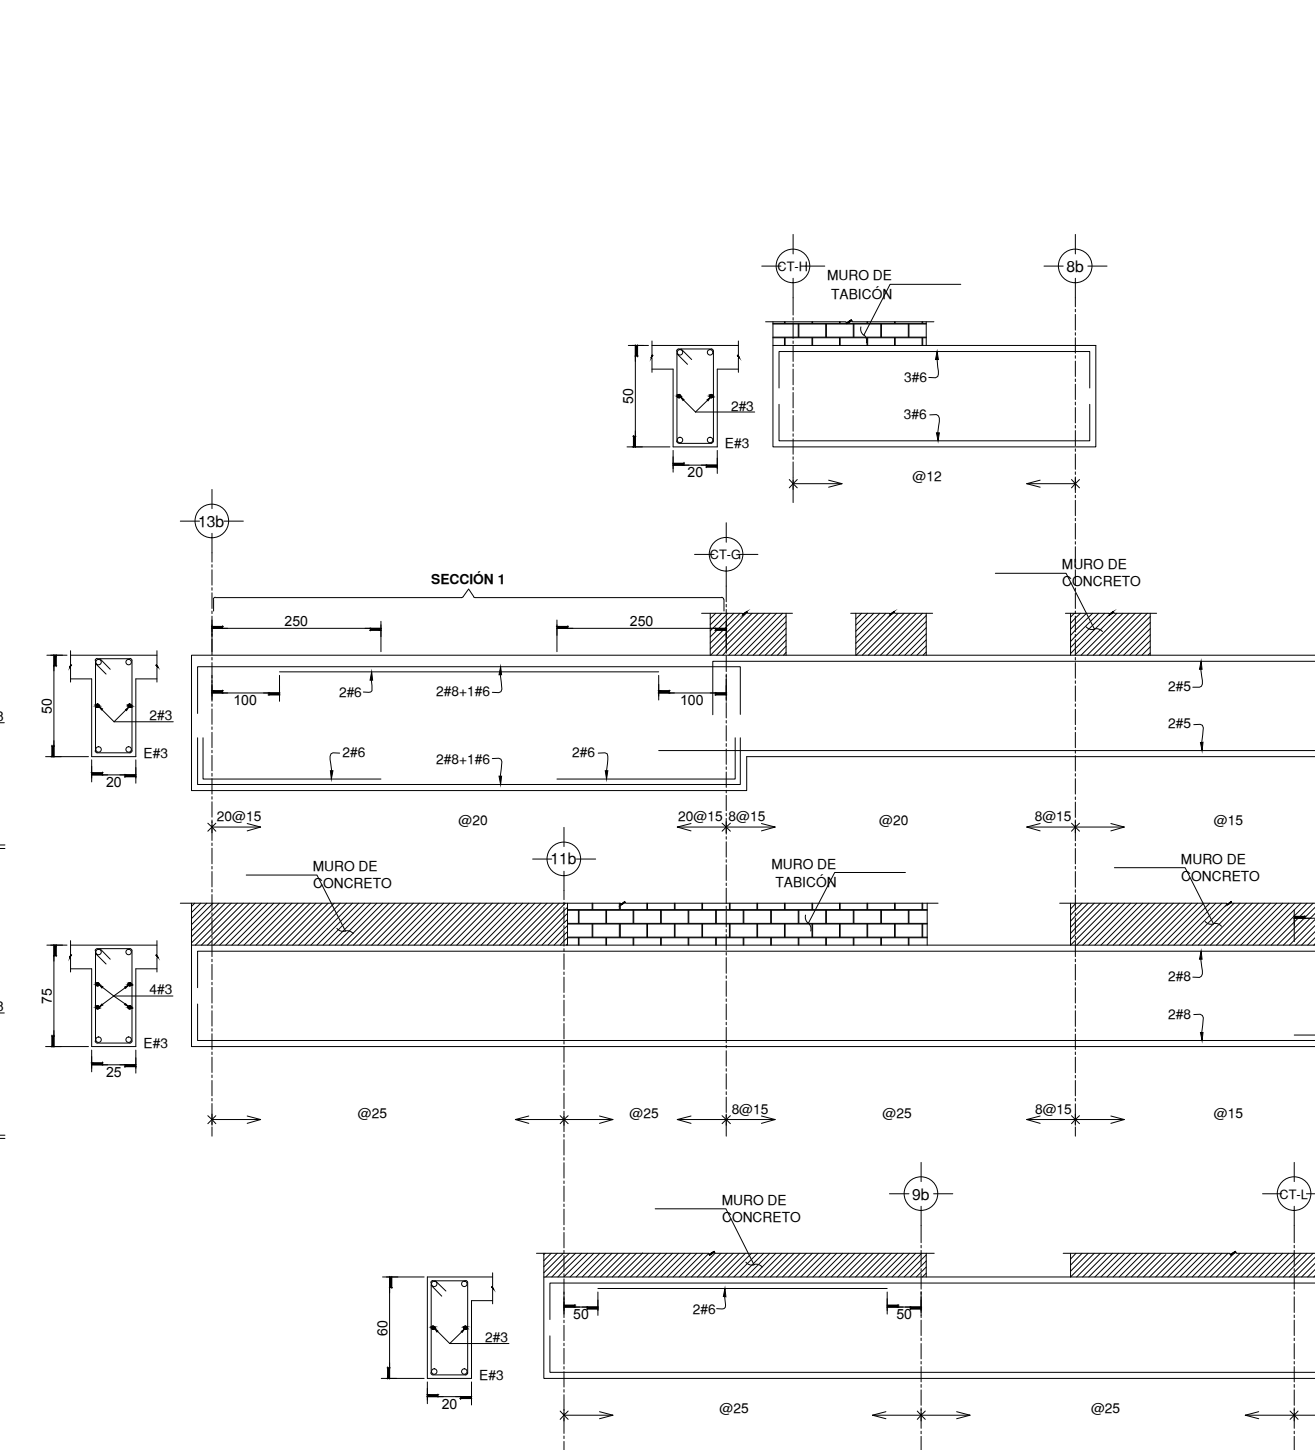 CT-H
8b
MURO DE
TABICÓN
50
2#3
E#3
20
3#6
3#6
@12
13b
CT-G
SECCIÓN 1
MURO DE
CONCRETO
250
250
50
2#3
E#3
20
100
2#6
2#8+1#6
100
2#5
2#6
2#8+1#6
2#6
2#5
20@15
@20
20@15
8@15
@20
8@15
@15
11b
MURO DE
CONCRETO
MURO DE
TABICÓN
MURO DE
CONCRETO
75
4#3
E#3
25
2#8
2#8
@25
@25
8@15
@25
8@15
@15
9b
CT-L
MURO DE
CONCRETO
60
2#3
E#3
20
50
2#6
50
@25
@25